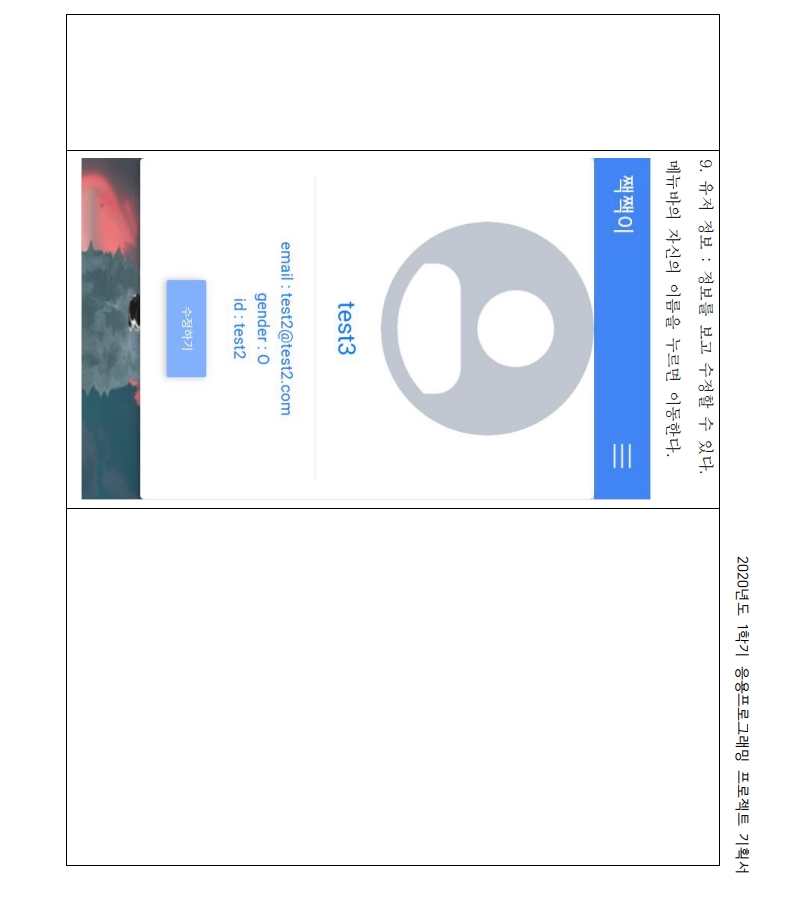 2020년도 1학기 응용프로그래밍 프로젝트 기획서
9. 유저 정보 : 정보를 보고 수정할 수 있다.
메뉴바의 자신의 이름을 누르면 이동한다.
짹짹이
test3
email : test2@test2.com
gender : O
id : test2
수정하기